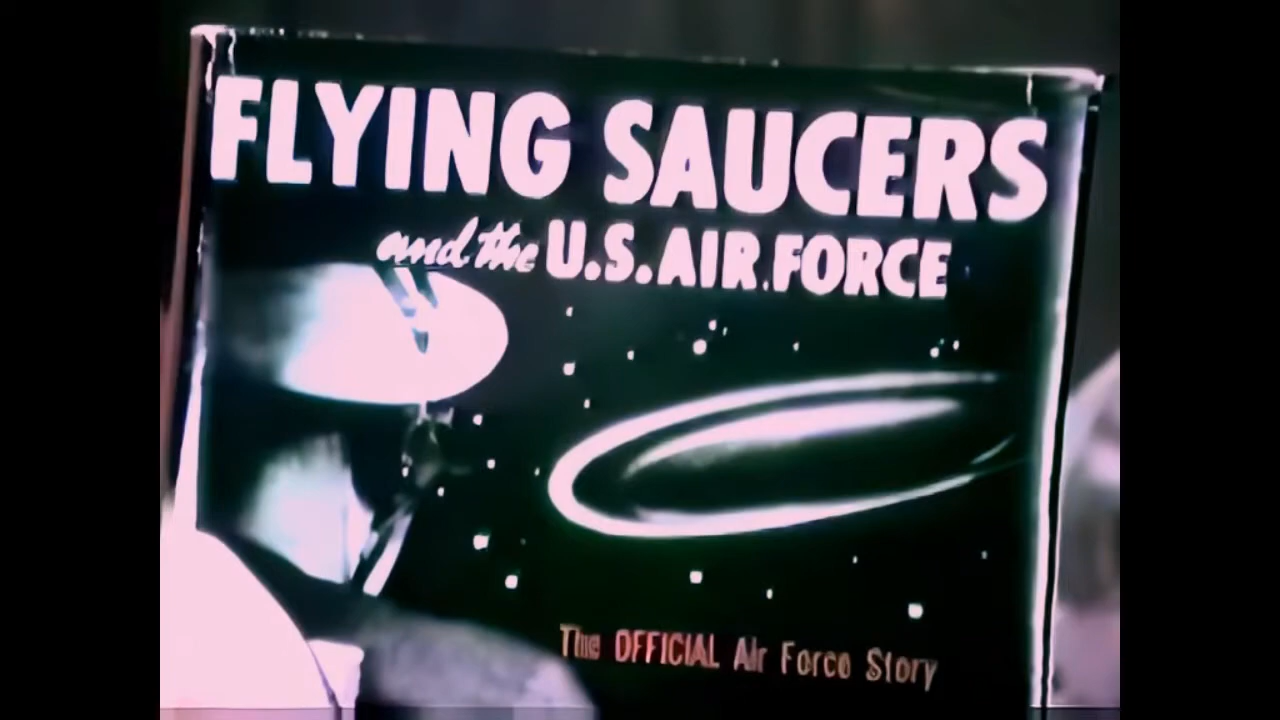 FLYING SAUCERS
and the U.S. AIR FORCE
The OFFICIAL Air Force Story